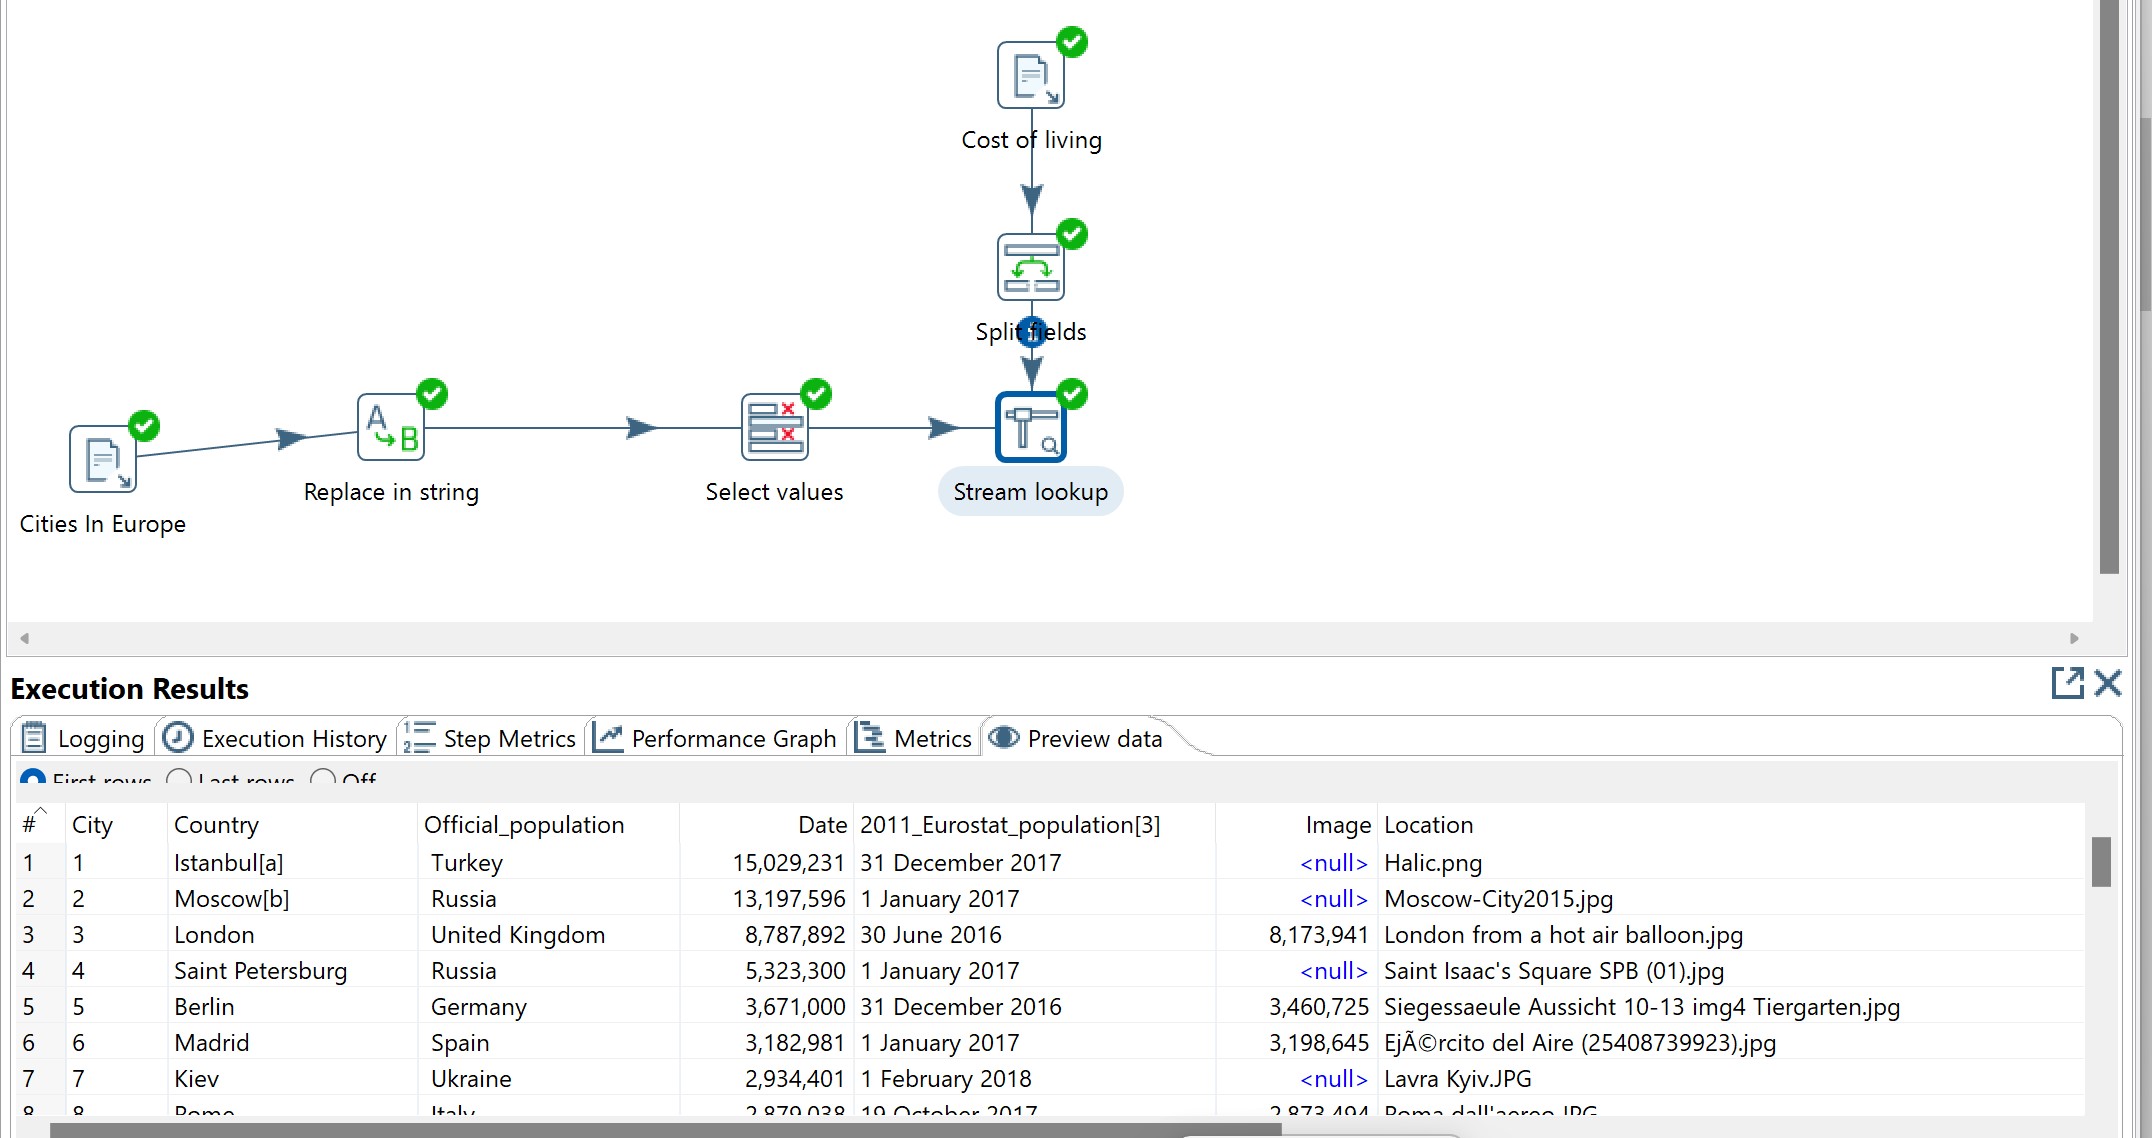 Cost of living
Split fields
Replace in string
Select values
Stream lookup
Cities In Europe
Execution Results
Logging Execution History Step Metrics Performance Graph Metrics Preview data
First rows Last rows Off
# City Country Official_population Date 2011_Eurostat_population[3] Image Location
1 1 Istanbul[a] Turkey 15,029,231 31 December 2017 <null> Halic.png
2 2 Moscow[b] Russia 13,197,596 1 January 2017 <null> Moscow-City2015.jpg
3 3 London United Kingdom 8,787,892 30 June 2016 8,173,941 London from a hot air balloon.jpg
4 4 Saint Petersburg Russia 5,323,300 1 January 2017 <null> Saint Isaac's Square SPB (01).jpg
5 5 Berlin Germany 3,671,000 31 December 2016 3,460,725 Siegessaeule Aussicht 10-13 img4 Tiergarten.jpg
6 6 Madrid Spain 3,182,981 1 January 2017 3,198,645 EjÃ©rcito del Aire (25408739923).jpg
7 7 Kiev Ukraine 2,934,401 1 February 2018 <null> Lavra Kyiv.JPG
8 8 Rome Italy 2,879,038 19 October 2017 2,873,494 Roma dall'aereo.JPG